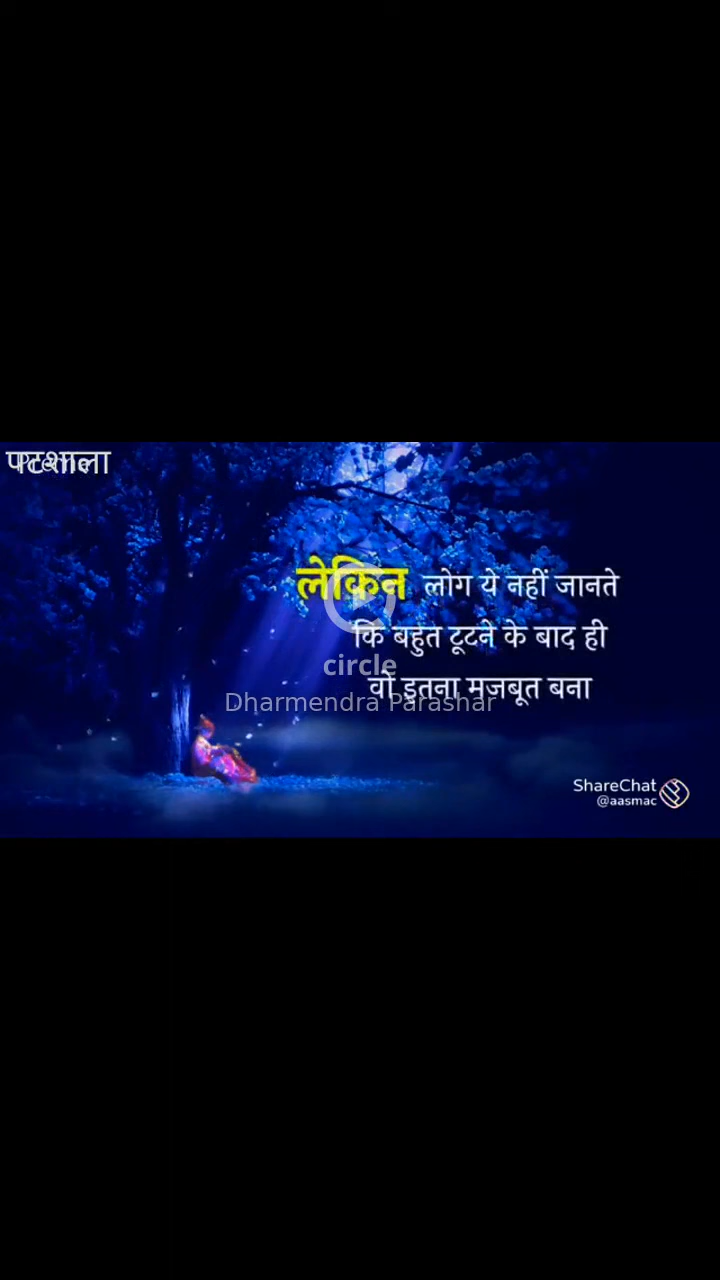 पटशाला
लेकिन लोग ये नहीं जानते
कि बहुत टूटने के बाद ही
circle
वो इतना मज़बूत बना
Dharmendra Parashar
ShareChat
@aasmac